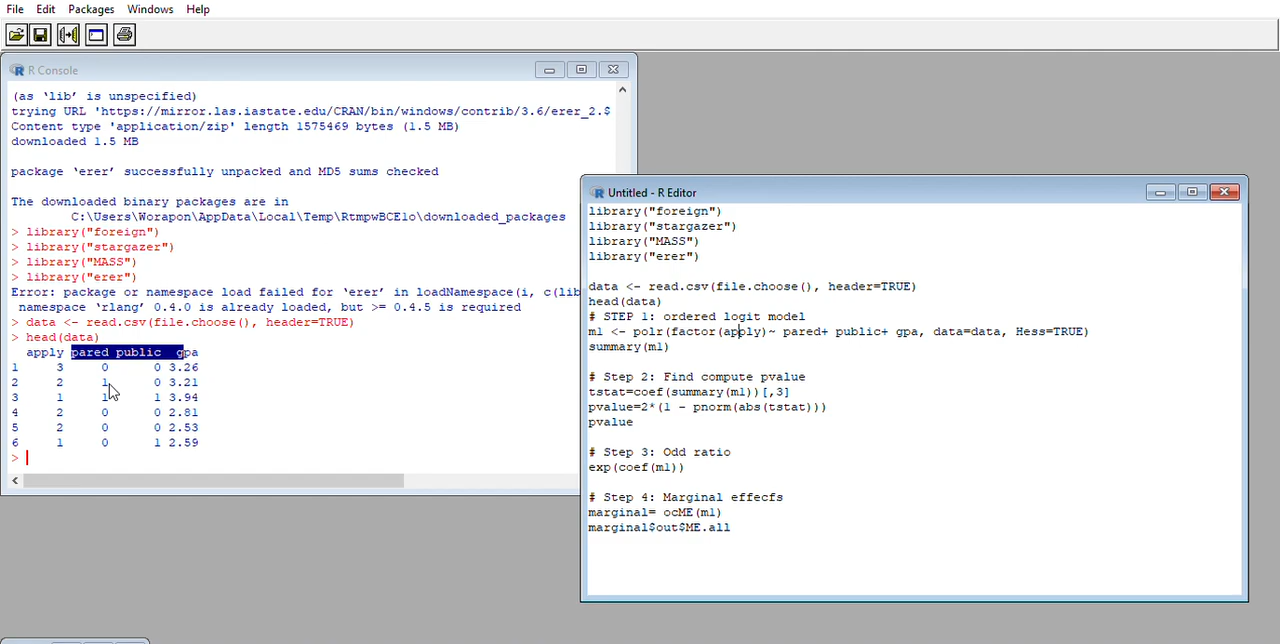 File Edit Packages Windows Help
R Console
(as ‘lib’ is unspecified)
trying URL 'https://mirror.las.iastate.edu/CRAN/bin/windows/contrib/3.6/erer_2.$
Content type 'application/zip' length 1575469 bytes (1.5 MB)
downloaded 1.5 MB
package ‘erer’ successfully unpacked and MD5 sums checked
The downloaded binary packages are in
C:\Users\Worapon\AppData\Local\Temp\RtmpwBCElo\downloaded_packages
> library("foreign")
> library("stargazer")
> library("MASS")
> library("erer")
Error: package or namespace load failed for ‘erer’ in loadNamespace(i, c(lib
namespace ‘rlang’ 0.4.0 is already loaded, but >= 0.4.5 is required
> data <- read.csv(file.choose(), header=TRUE)
> head(data)
apply pared public gpa
1 3 0 0 3.26
2 2 1 0 3.21
3 1 1 1 3.94
4 2 0 0 2.81
5 2 0 0 2.53
6 1 0 1 2.59
>
Untitled - R Editor
library("foreign")
library("stargazer")
library("MASS")
library("erer")
data <- read.csv(file.choose(), header=TRUE)
head(data)
# STEP 1: ordered logit model
m1 <- polr(factor(apply)~ pared+ public+ gpa, data=data, Hess=TRUE)
summary(m1)
# Step 2: Find compute pvalue
tstat=coef(summary(m1))[,3]
pvalue=2*(1 - pnorm(abs(tstat)))
pvalue
# Step 3: Odd ratio
exp(coef(m1))
# Step 4: Marginal effecfs
marginal= ocME(m1)
marginal$out$ME.all